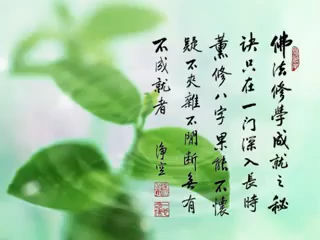 佛法修學成就之秘
訣只在一门深入長時
薰修八字果能不懷
疑不夾雜不間斷無有
不成就者
淨空